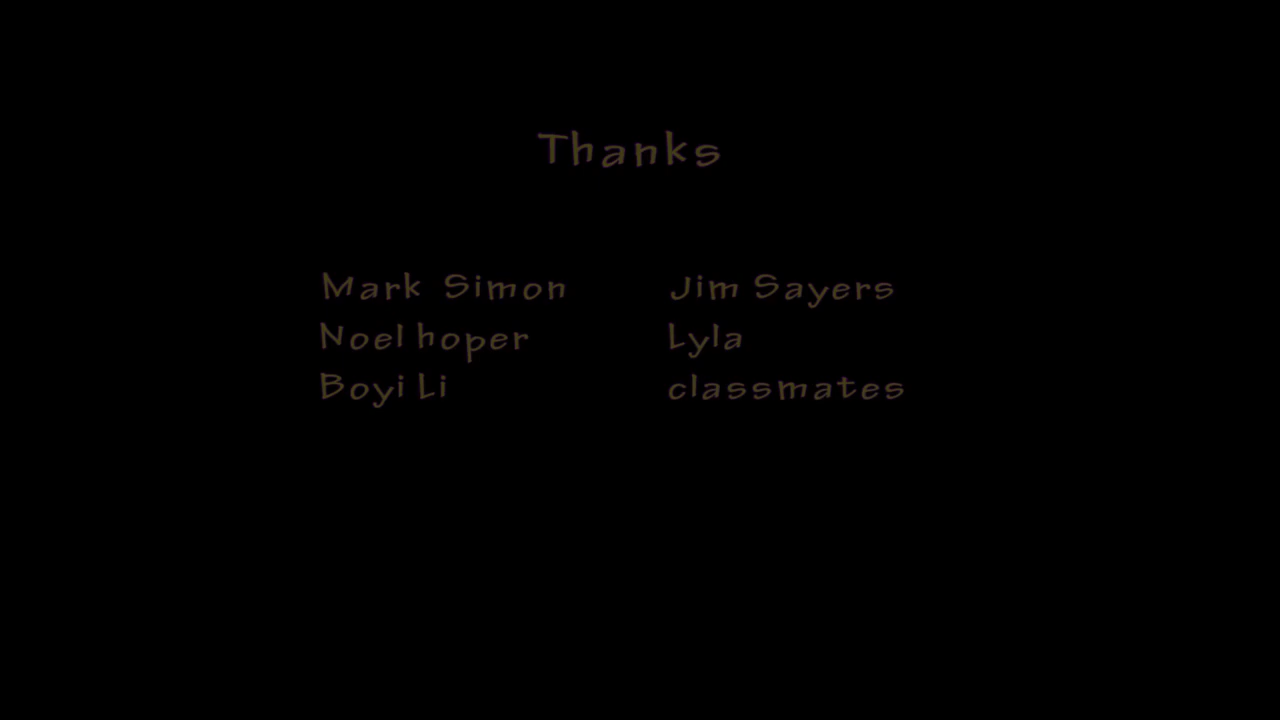 Thanks
Mark Simon
Noel hoper
Boyi Li
Jim Sayers
Lyla
classmates